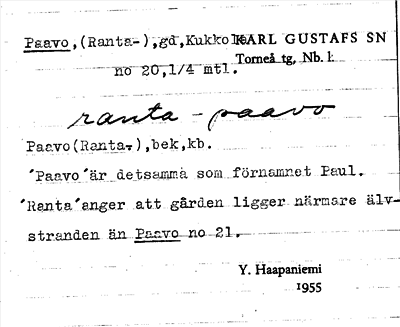 Paavo,(Ranta-),gd,Kukkola KARL GUSTAFS SN
no 20,1/4 mtl. Torneå tg, Nb. l.
ranta - paavo
Paavo(Ranta-),bek,kb.
´Paavo´är detsamma som förnamnet Paul.
´Ranta´anger att gården ligger närmare älv-
stranden än Paavo no 21.
Y. Haapaniemi
1955